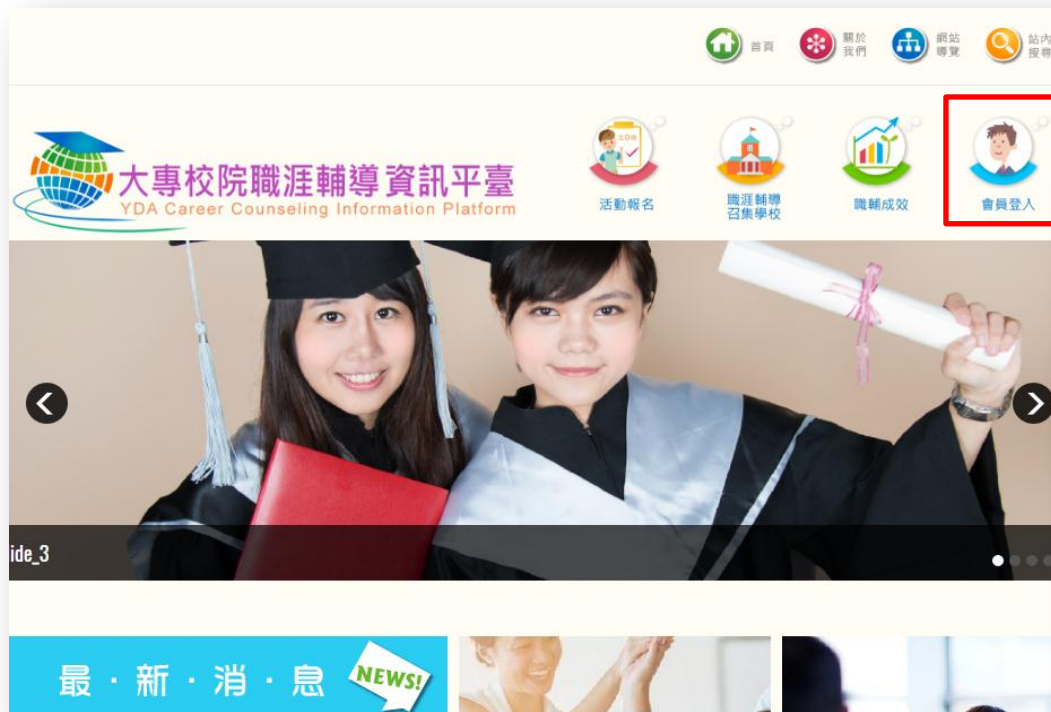 首頁
關於
我們
網站
導覽
站內
搜尋
大專校院職涯輔導資訊平臺
YDA Career Counseling Information Platform
活動報名
職涯輔導
召集學校
職輔成效
會員登入
ide_3
最·新·消·息
NEWS!